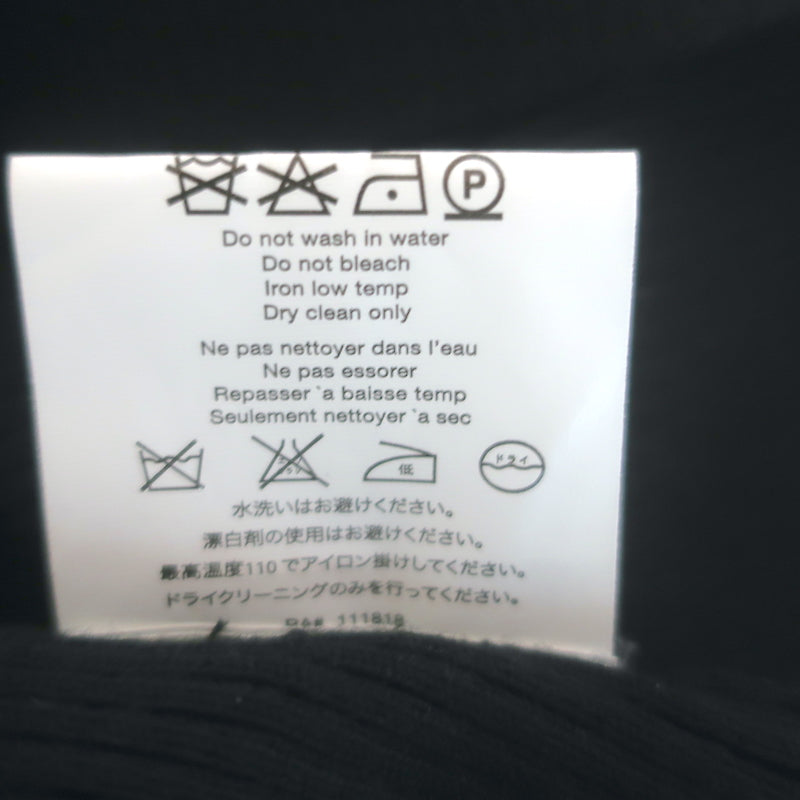 P
Do not wash in water
Do not bleach
Iron low temp
Dry clean only
Ne pas nettoyer dans l'eau
Ne pas essorer
Repasser `a baisse temp
Seulement nettoyer `a sec
低 ドライ
水洗いはお避けください。
漂白剤の使用はお避けください。
最高温度110でアイロン掛けしてください。
ドライクリーニングのみを行ってください。
111818